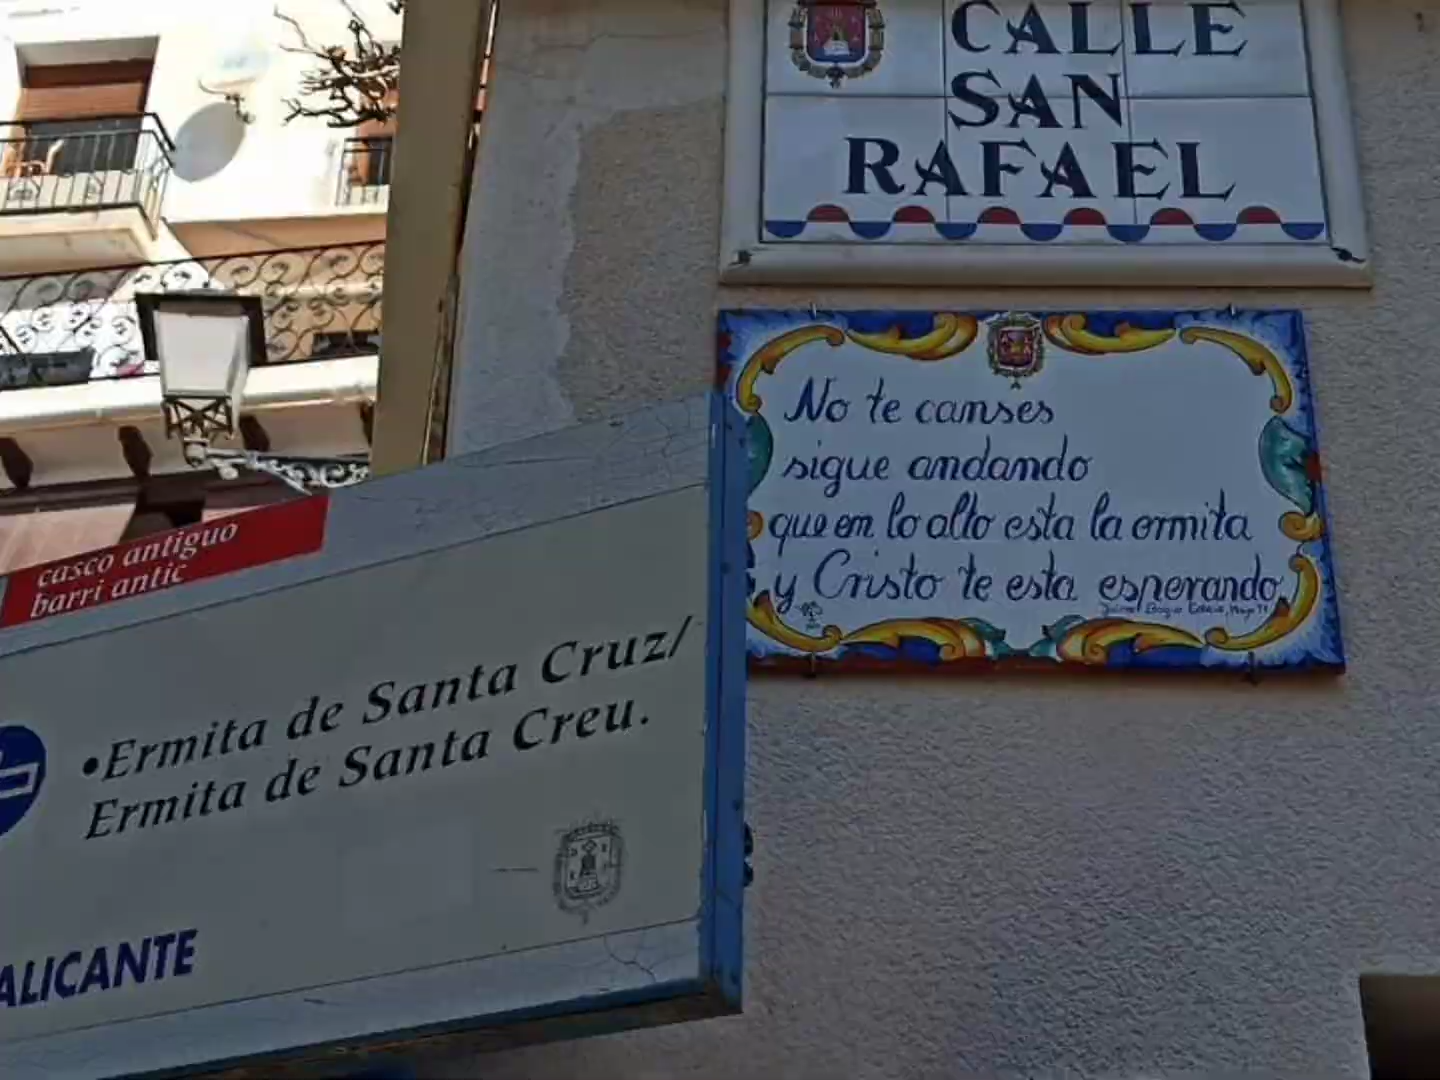 CALLE
SAN
RAFAEL
No te canses
sigue andando
que en lo alto esta la ermita
y Cristo te esta esperando
casco antiguo
barri antic
•Ermita de Santa Cruz/
Ermita de Santa Creu.
ALICANTE